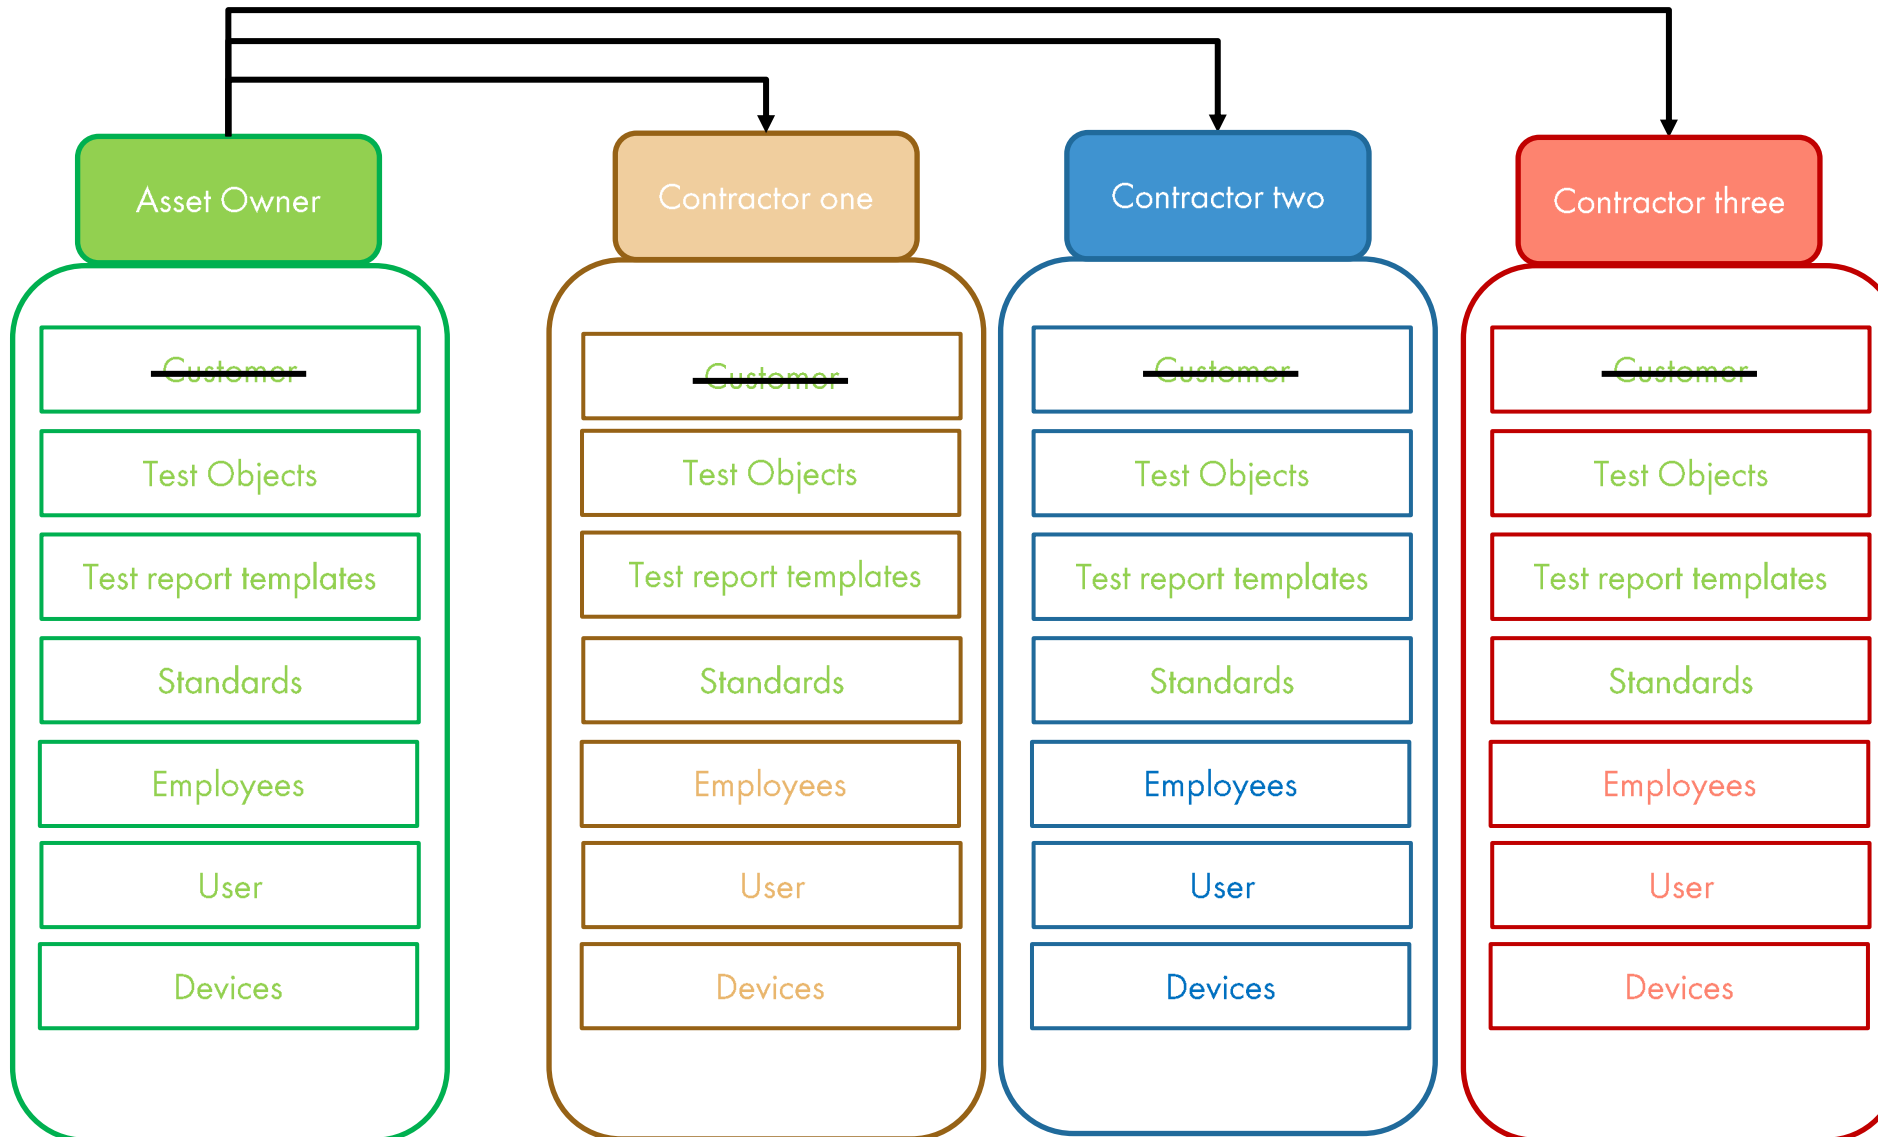 Asset Owner
Contractor one
Contractor two
Contractor three
Customer
Test Objects
Test report templates
Standards
Employees
User
Devices
Customer
Test Objects
Test report templates
Standards
Employees
User
Devices
Customer
Test Objects
Test report templates
Standards
Employees
User
Devices
Customer
Test Objects
Test report templates
Standards
Employees
User
Devices